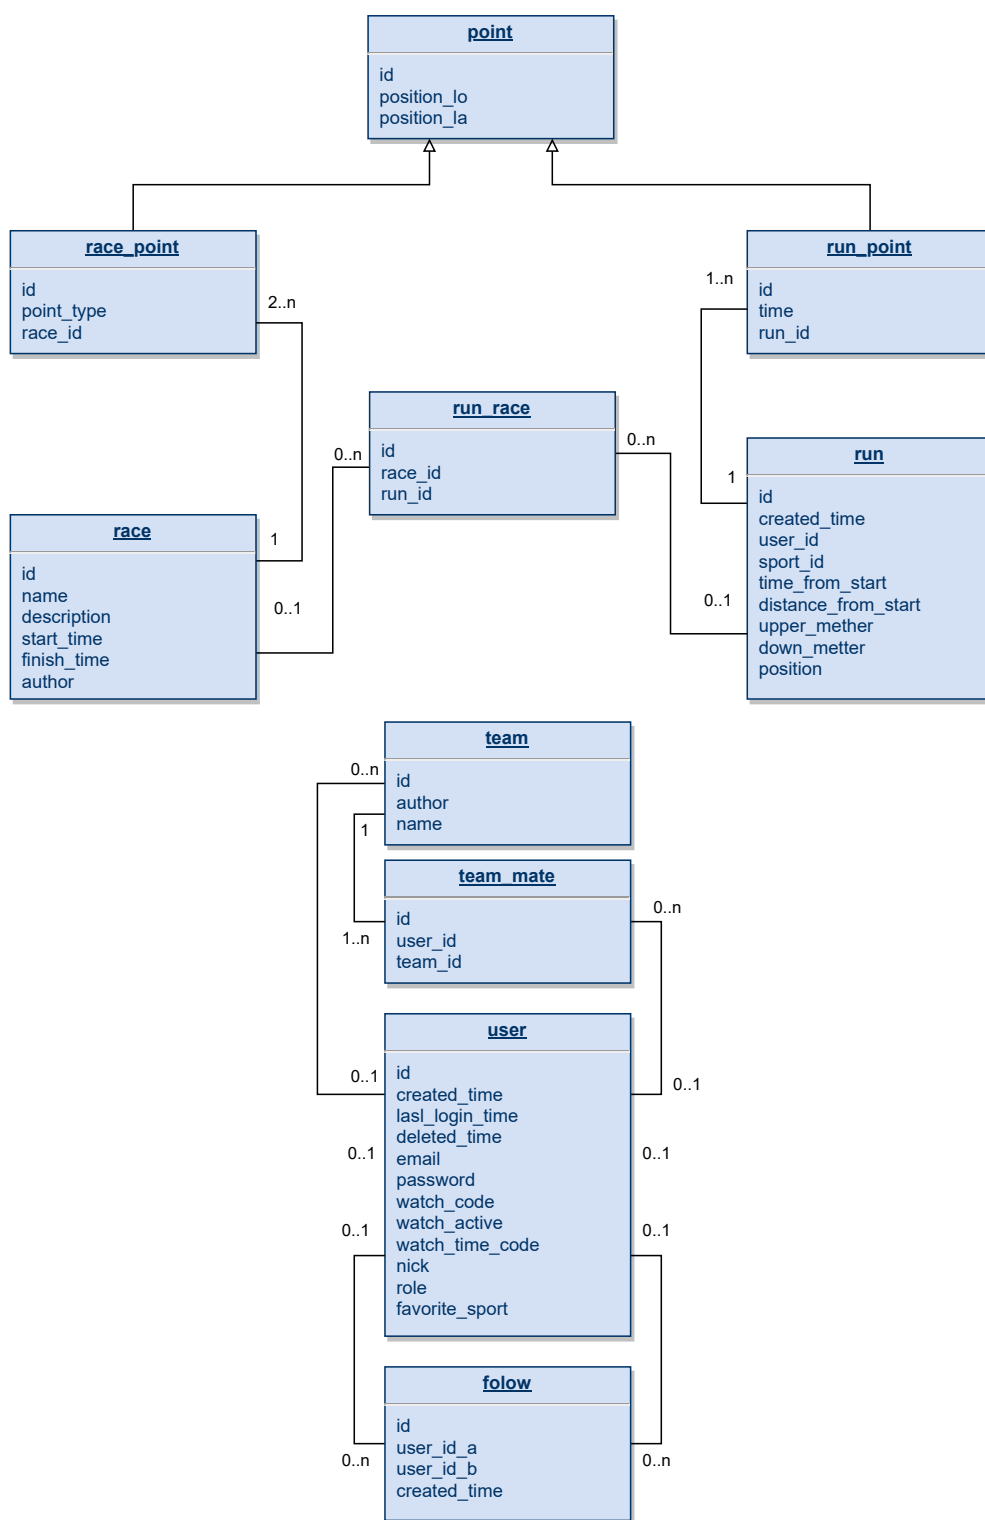 point
id
position_lo
position_la
race_point
id
point_type
race_id
2..n
run_point
id
time
run_id
1..n
run_race
id
race_id
run_id
0..n
0..n
run
id
created_time
user_id
sport_id
time_from_start
distance_from_start
upper_mether
down_metter
position
1
0..1
race
id
name
description
start_time
finish_time
author
1
0..1
team
id
author
name
0..n
1
team_mate
id
user_id
team_id
1..n
0..n
user
id
created_time
lasl_login_time
deleted_time
email
password
watch_code
watch_active
watch_time_code
nick
role
favorite_sport
0..1
0..1
0..1
0..1
0..1
0..1
folow
id
user_id_a
user_id_b
created_time
0..n
0..n